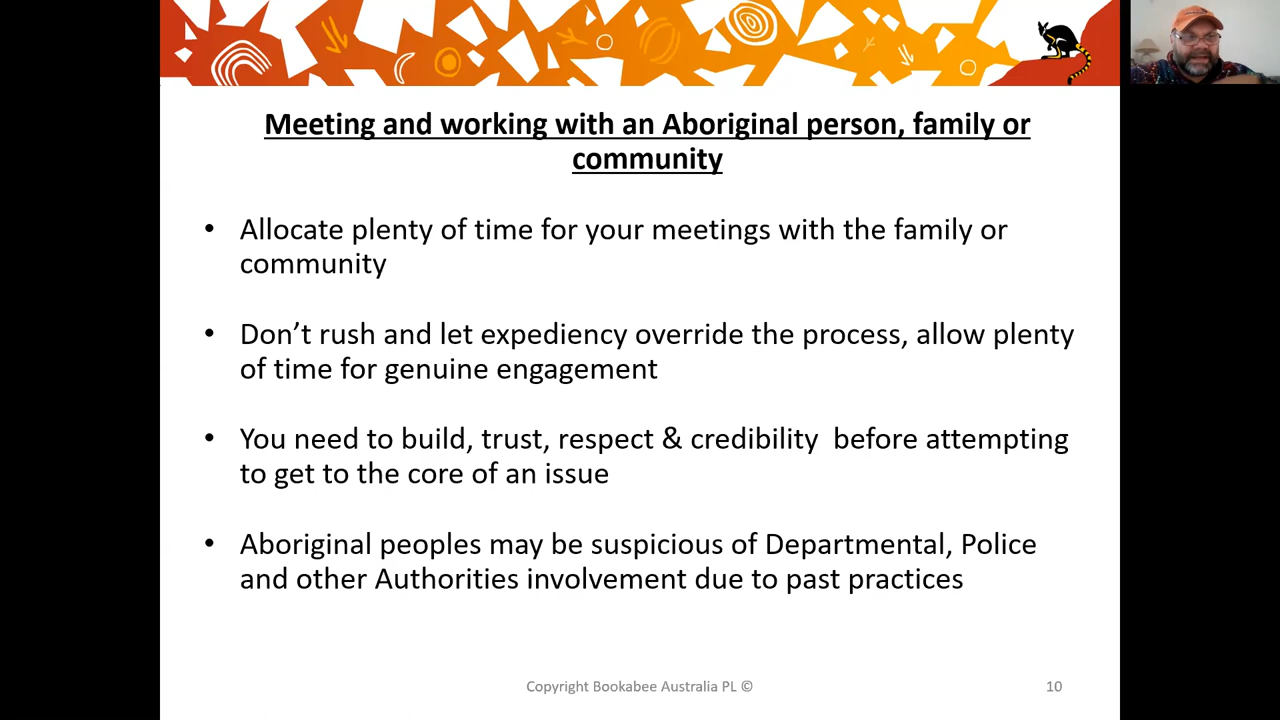 Meeting and working with an Aboriginal person, family or
community
• Allocate plenty of time for your meetings with the family or
community
• Don’t rush and let expediency override the process, allow plenty
of time for genuine engagement
• You need to build, trust, respect & credibility  before attempting
to get to the core of an issue
• Aboriginal peoples may be suspicious of Departmental, Police
and other Authorities involvement due to past practices
Copyright Bookabee Australia PL ©
10